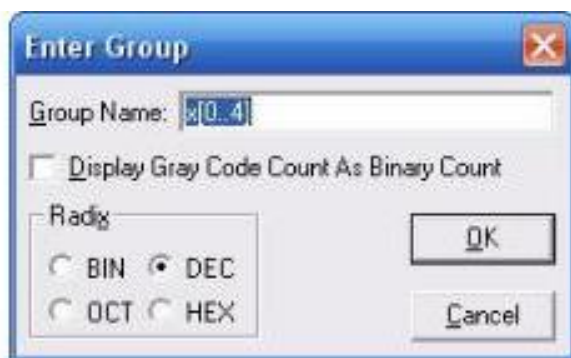 Enter Group
Group Name: x[0..4]
Display Gray Code Count As Binary Count
Radix
BIN DEC
OCT HEX
OK
Cancel